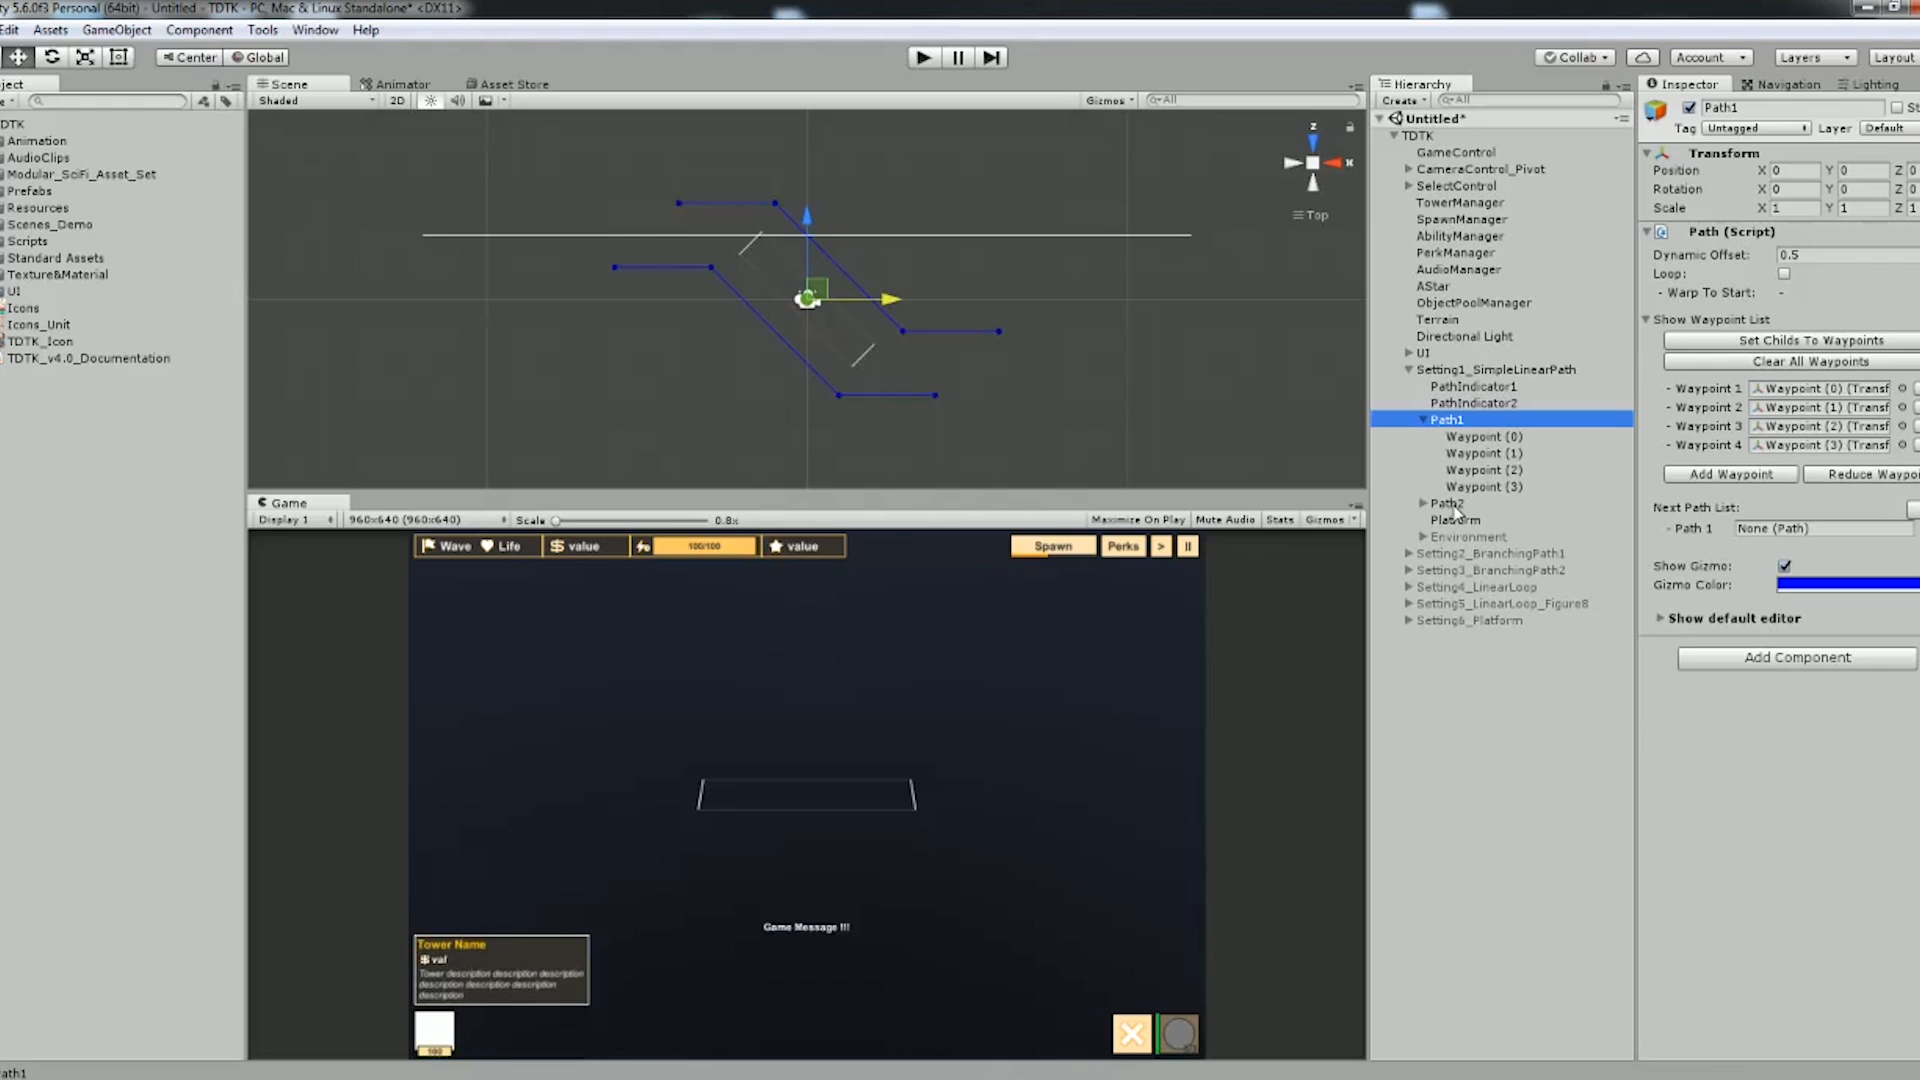 ty 5.6.0f3 Personal (64bit) - Untitled - TDTK - PC, Mac & Linux Standalone* <DX11>
Edit Assets GameObject Component Tools Window Help
Center Global Collab Account Layers Layout
ject Scene Animator Asset Store Hierarchy Inspector Navigation Lighting
Shaded 2D Gizmos All Create All
DTK
Animation
AudioClips
Modular_SciFi_Asset_Set
Prefabs
Resources
Scenes_Demo
Scripts
Standard Assets
Texture&Material
UI
Icons
Icons_Unit
TDTK_Icon
TDTK_v4.0_Documentation
z
x
Top
Game
Display 1 960x640 (960x640) Scale 0.8x Maximize On Play Mute Audio Stats Gizmos
Wave Life value 100/100 value Spawn Perks > II
Game Message !!!
Tower Name
val
Tower description description description
description description description
description
100
Untitled*
TDTK
GameControl
CameraControl_Pivot
SelectControl
TowerManager
SpawnManager
AbilityManager
PerkManager
AudioManager
AStar
ObjectPoolManager
Terrain
Directional Light
UI
Setting1_SimpleLinearPath
PathIndicator1
PathIndicator2
Path1
Waypoint (0)
Waypoint (1)
Waypoint (2)
Waypoint (3)
Path2
Platform
Environment
Setting2_BranchingPath1
Setting3_BranchingPath2
Setting4_LinearLoop
Setting5_LinearLoop_Figure8
Setting6_Platform
Path1 St
Tag Untagged Layer Default
Transform
Position X 0 Y 0 Z 0
Rotation X 0 Y 0 Z 0
Scale X 1 Y 1 Z 1
Path (Script)
Dynamic Offset: 0.5
Loop:
- Warp To Start: -
Show Waypoint List
Set Childs To Waypoints
Clear All Waypoints
- Waypoint 1 Waypoint (0) (Transf
- Waypoint 2 Waypoint (1) (Transf
- Waypoint 3 Waypoint (2) (Transf
- Waypoint 4 Waypoint (3) (Transf
Add Waypoint Reduce Waypoi
Next Path List:
- Path 1 None (Path)
Show Gizmo:
Gizmo Color:
Show default editor
Add Component
ath1